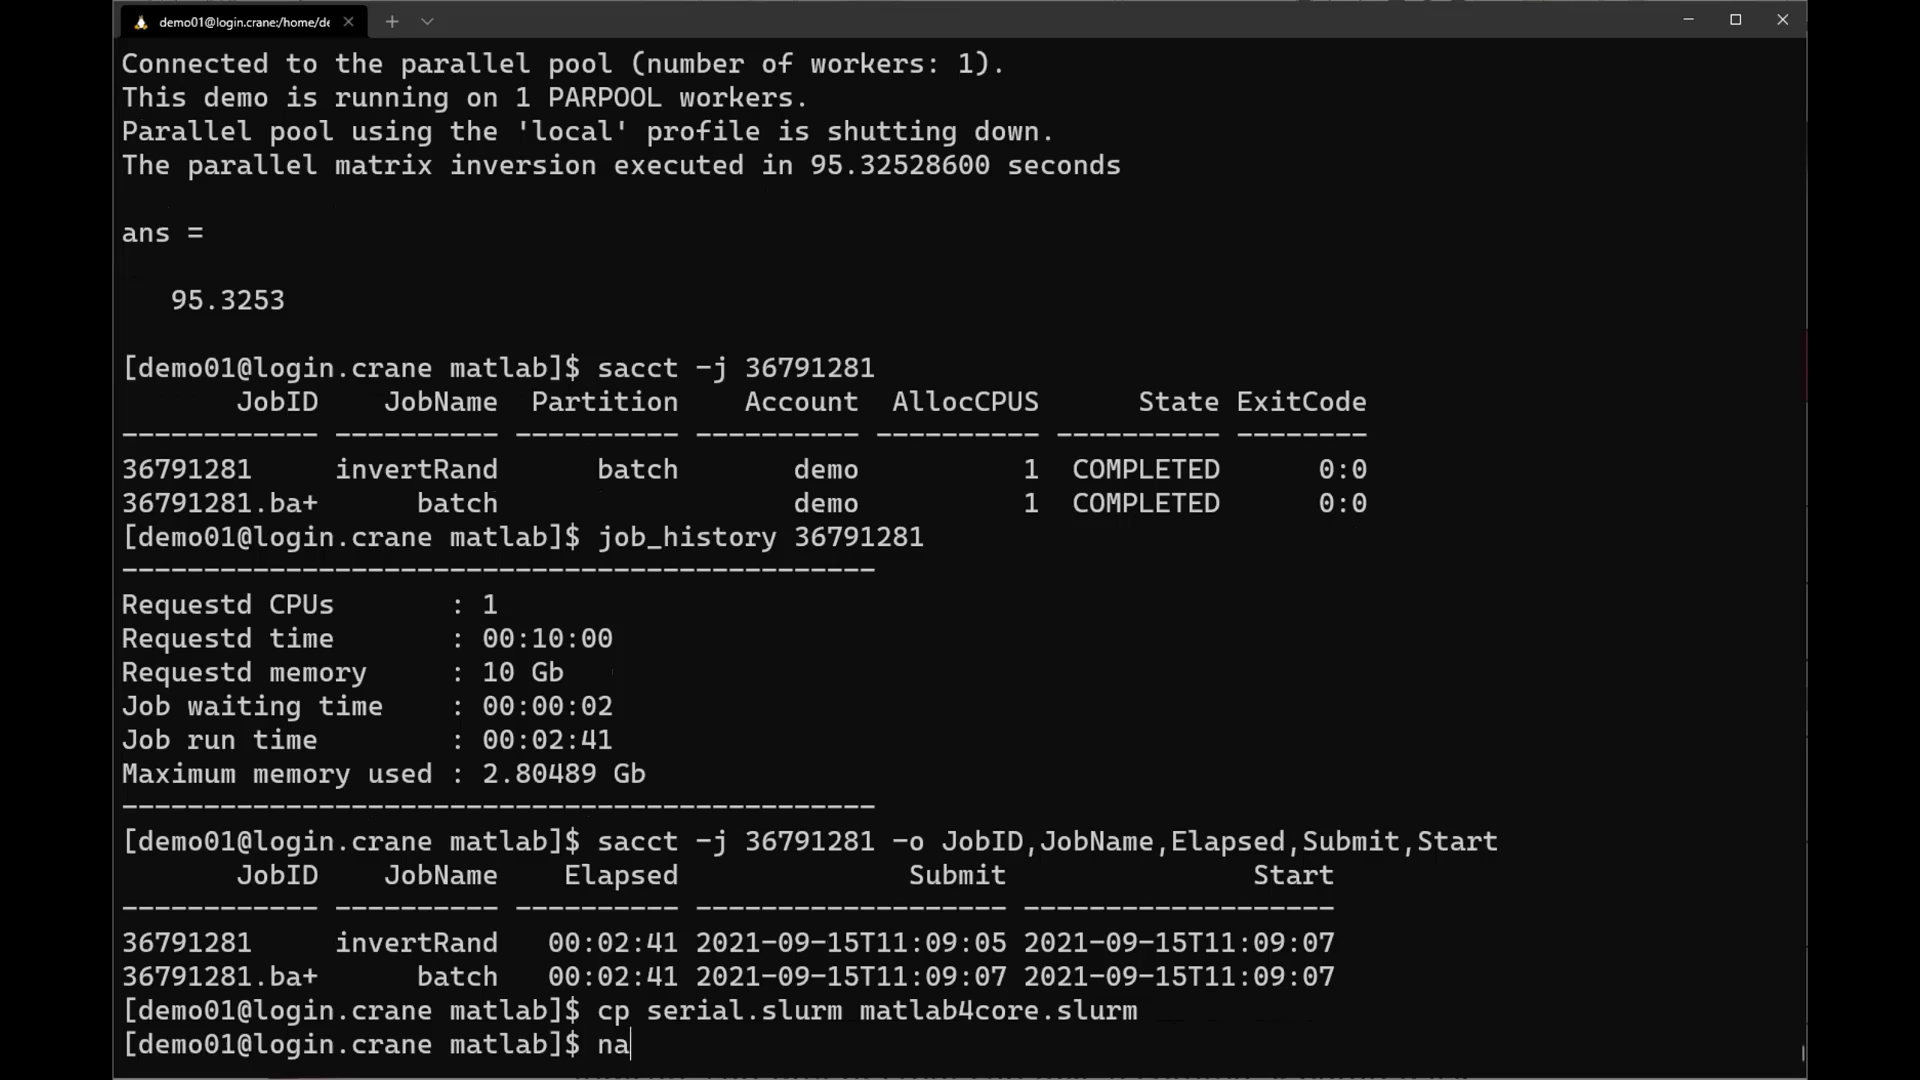 demo01@login.crane:/home/de
Connected to the parallel pool (number of workers: 1).
This demo is running on 1 PARPOOL workers.
Parallel pool using the 'local' profile is shutting down.
The parallel matrix inversion executed in 95.32528600 seconds
ans =
95.3253
[demo01@login.crane matlab]$ sacct -j 36791281
JobID JobName Partition Account AllocCPUS State ExitCode
------------ ---------- ---------- ---------- ---------- ---------- --------
36791281 invertRand batch demo 1 COMPLETED 0:0
36791281.ba+ batch demo 1 COMPLETED 0:0
[demo01@login.crane matlab]$ job_history 36791281
----------------------------------------------
Requestd CPUs : 1
Requestd time : 00:10:00
Requestd memory : 10 Gb
Job waiting time : 00:00:02
Job run time : 00:02:41
Maximum memory used : 2.80489 Gb
----------------------------------------------
[demo01@login.crane matlab]$ sacct -j 36791281 -o JobID,JobName,Elapsed,Submit,Start
JobID JobName Elapsed Submit Start
------------ ---------- ---------- ------------------- -------------------
36791281 invertRand 00:02:41 2021-09-15T11:09:05 2021-09-15T11:09:07
36791281.ba+ batch 00:02:41 2021-09-15T11:09:07 2021-09-15T11:09:07
[demo01@login.crane matlab]$ cp serial.slurm matlab4core.slurm
[demo01@login.crane matlab]$ na